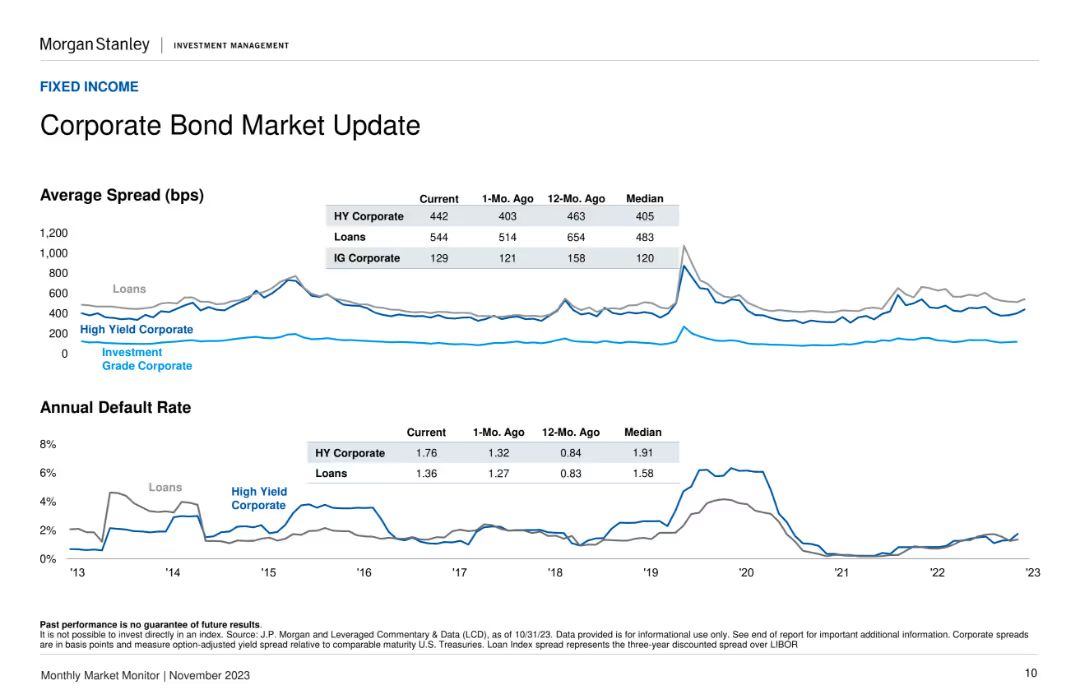 Morgan Stanley | INVESTMENT MANAGEMENT
FIXED INCOME
Corporate Bond Market Update
Average Spread (bps)
Current 1-Mo. Ago 12-Mo. Ago Median
HY Corporate 442 403 463 405
Loans 544 514 654 483
IG Corporate 129 121 158 120
1,200
1,000
800
600
400
200
0
Loans
High Yield Corporate
Investment
Grade Corporate
Annual Default Rate
Current 1-Mo. Ago 12-Mo. Ago Median
HY Corporate 1.76 1.32 0.84 1.91
Loans 1.36 1.27 0.83 1.58
8%
6%
4%
2%
0%
Loans
High Yield
Corporate
'13 '14 '15 '16 '17 '18 '19 '20 '21 '22 '23
Past performance is no guarantee of future results.
It is not possible to invest directly in an index. Source: J.P. Morgan and Leveraged Commentary & Data (LCD), as of 10/31/23. Data provided is for informational use only. See end of report for important additional information. Corporate spreads
are in basis points and measure option-adjusted yield spread relative to comparable maturity U.S. Treasuries. Loan Index spread represents the three-year discounted spread over LIBOR
Monthly Market Monitor | November 2023
10